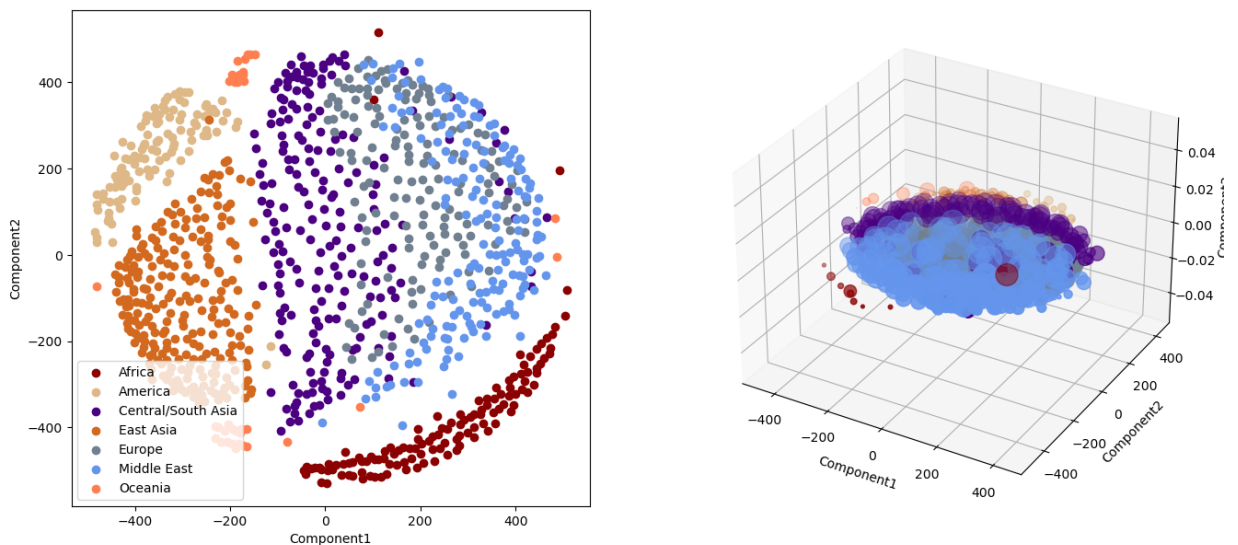 400
200
0
−200
−400
Component2
Africa
America
Central/South Asia
East Asia
Europe
Middle East
Oceania
−400
−200
0
200
400
Component1
0.04
0.02
0.00
−0.02
−0.04
400
200
0
−200
−400
Component2
−400
−200
0
200
400
Component1